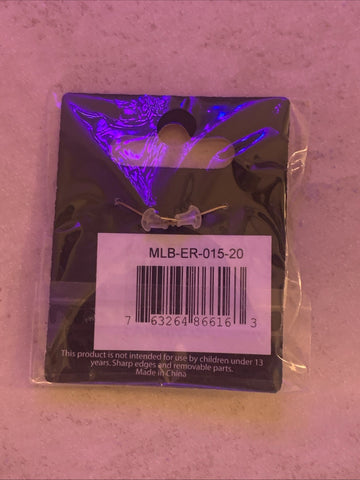 MLB-ER-015-20
7 63264 86616 3
This product is not intended for use by children under 13
years. Sharp edges and removable parts.
Made in China